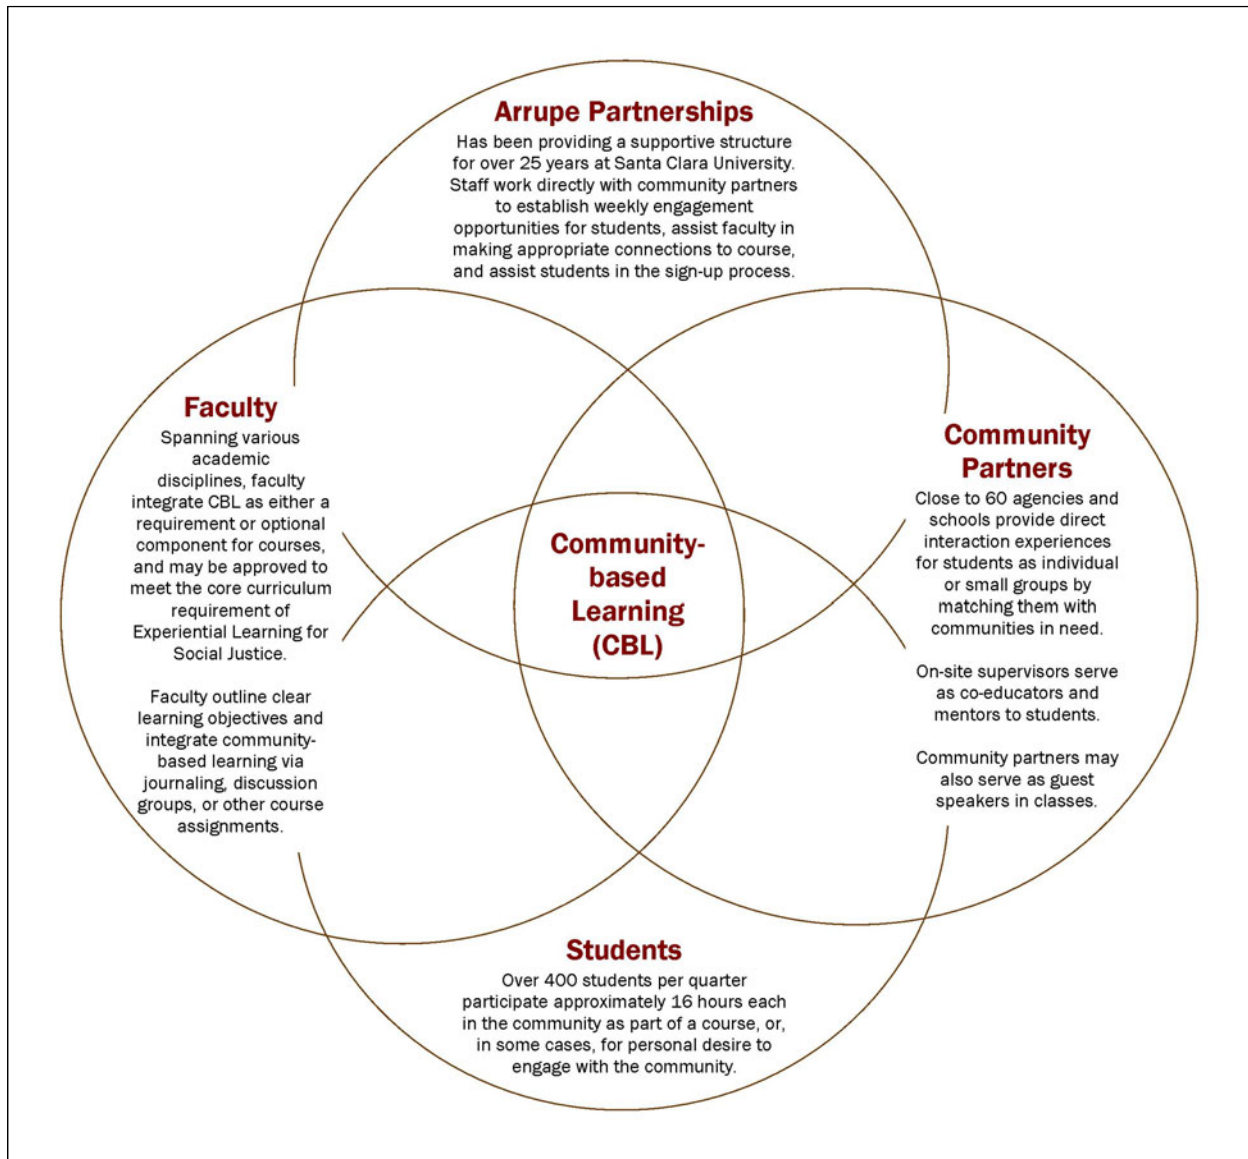 Arrupe Partnerships
Has been providing a supportive structure
for over 25 years at Santa Clara University.
Staff work directly with community partners
to establish weekly engagement
opportunities for students, assist faculty in
making appropriate connections to course,
and assist students in the sign-up process.
Faculty
Spanning various
academic
disciplines, faculty
integrate CBL as either a
requirement or optional
component for courses,
and may be approved to
meet the core curriculum
requirement of
Experiential Learning for
Social Justice.
Faculty outline clear
learning objectives and
integrate community-
based learning via
journaling, discussion
groups, or other course
assignments.
Community-
based
Learning
(CBL)
Community
Partners
Close to 60 agencies and
schools provide direct
interaction experiences
for students as individual
or small groups by
matching them with
communities in need.
On-site supervisors serve
as co-educators and
mentors to students.
Community partners may
also serve as guest
speakers in classes.
Students
Over 400 students per quarter
participate approximately 16 hours each
in the community as part of a course, or,
in some cases, for personal desire to
engage with the community.